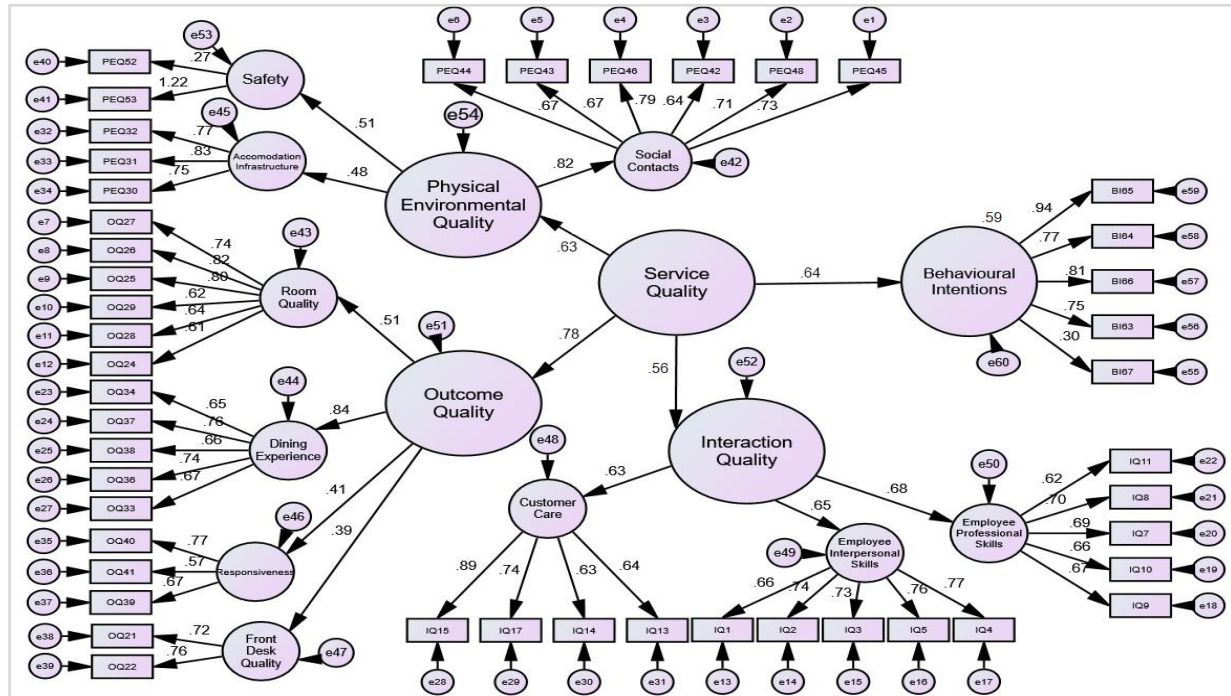 e53
e40
PEQ52
.27
Safety
e41
PEQ53
1.22
e45
e32
PEQ32
.77
e33
PEQ31
.83
Accomodation
Infrastructure
e34
PEQ30
.75
.51
.48
e54
Physical
Environmental
Quality
.82
.63
e6
e5
e4
e3
e2
e1
PEQ44
PEQ43
PEQ46
PEQ42
PEQ48
PEQ45
.67
.67
.79
.64
.71
.73
Social
Contacts
e42
Service
Quality
.64
.59
Behavioural
Intentions
e60
.94
BI65
e59
.77
BI64
e58
.81
BI66
e57
.75
BI63
e56
.30
BI67
e55
e7
OQ27
.74
e8
OQ26
.82
e9
OQ25
.80
e10
OQ29
.62
e11
OQ28
.64
e12
OQ24
.61
e43
Room
Quality
.51
e51
.78
Outcome
Quality
e23
OQ34
.65
e24
OQ37
.76
e25
OQ38
.66
e26
OQ36
.74
e27
OQ33
.67
e44
Dining
Experience
.84
e35
OQ40
.77
e36
OQ41
.57
e37
OQ39
.67
e46
Responsiveness
.41
.39
e38
OQ21
.72
e39
OQ22
.76
Front
Desk
Quality
e47
.56
e52
Interaction
Quality
.63
.65
.68
e48
Customer
Care
.89
.74
.63
.64
IQ15
IQ17
IQ14
IQ13
e28
e29
e30
e31
e49
Employee
Interpersonal
Skills
.66
.74
.73
.76
.77
IQ1
IQ2
IQ3
IQ5
IQ4
e13
e14
e15
e16
e17
e50
Employee
Professional
Skills
.62
IQ11
e22
.70
IQ8
e21
.69
IQ7
e20
.66
IQ10
e19
.67
IQ9
e18